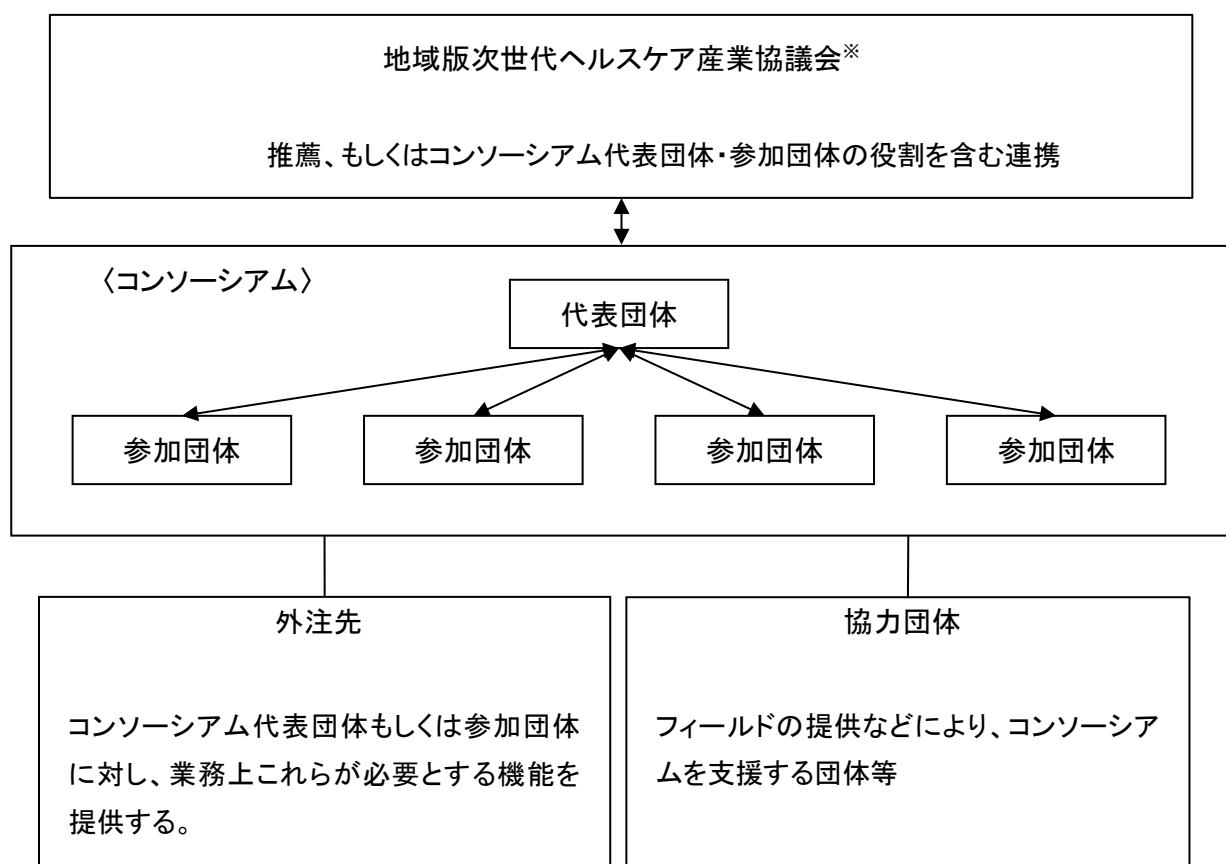 地域版次世代ヘルスケア産業協議会※
推薦、もしくはコンソーシアム代表団体・参加団体の役割を含む連携
〈コンソーシアム〉
代表団体
参加団体
参加団体
参加団体
参加団体
外注先
コンソーシアム代表団体もしくは参加団体
に対し、業務上これらが必要とする機能を
提供する。
協力団体
フィールドの提供などにより、コンソーシア
ムを支援する団体等